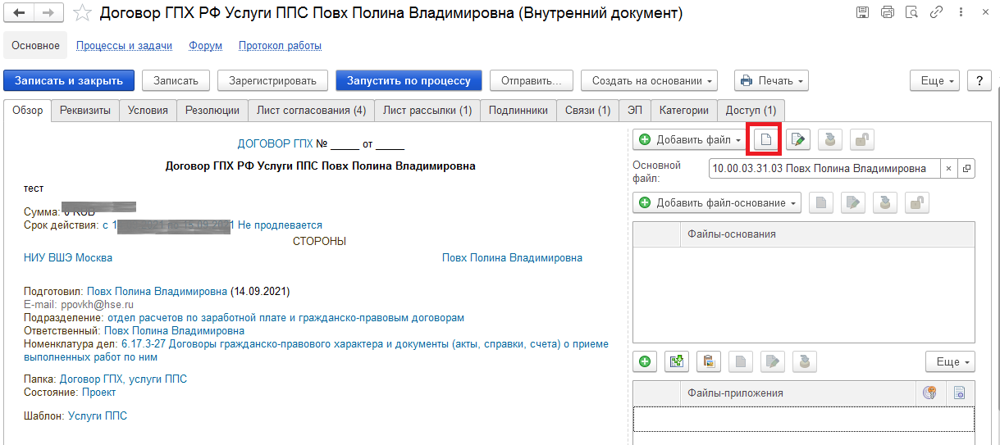 Договор ГПХ РФ Услуги ППС Повх Полина Владимировна (Внутренний документ)
Основное Процессы и задачи Форум Протокол работы
Записать и закрыть Записать Зарегистрировать Запустить по процессу Отправить... Создать на основании Печать Еще ?
Обзор Реквизиты Условия Резолюции Лист согласования (4) Лист рассылки (1) Подлинники Связи (1) ЭП Категории Доступ (1)
ДОГОВОР ГПХ № _____ от _____
Договор ГПХ РФ Услуги ППС Повх Полина Владимировна
тест
Сумма:
Срок действия: с 1 Не продлевается
СТОРОНЫ
НИУ ВШЭ Москва Повх Полина Владимировна
Подготовил: Повх Полина Владимировна (14.09.2021)
E-mail: ppovkh@hse.ru
Подразделение: отдел расчетов по заработной плате и гражданско-правовым договорам
Ответственный: Повх Полина Владимировна
Номенклатура дел: 6.17.3-27 Договоры гражданско-правового характера и документы (акты, справки, счета) о приеме
выполненных работ по ним
Папка: Договор ГПХ, услуги ППС
Состояние: Проект
Шаблон: Услуги ППС
Добавить файл
Основной
файл:
10.00.03.31.03 Повх Полина Владимировна
Добавить файл-основание
Файлы-основания
Еще
Файлы-приложения